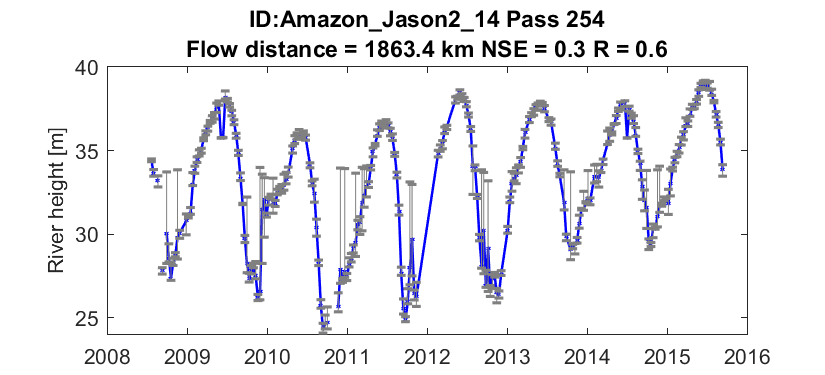 ID:Amazon_Jason2_14 Pass 254
Flow distance = 1863.4 km NSE = 0.3 R = 0.6
River height [m]
40
35
30
25
2008 2009 2010 2011 2012 2013 2014 2015 2016